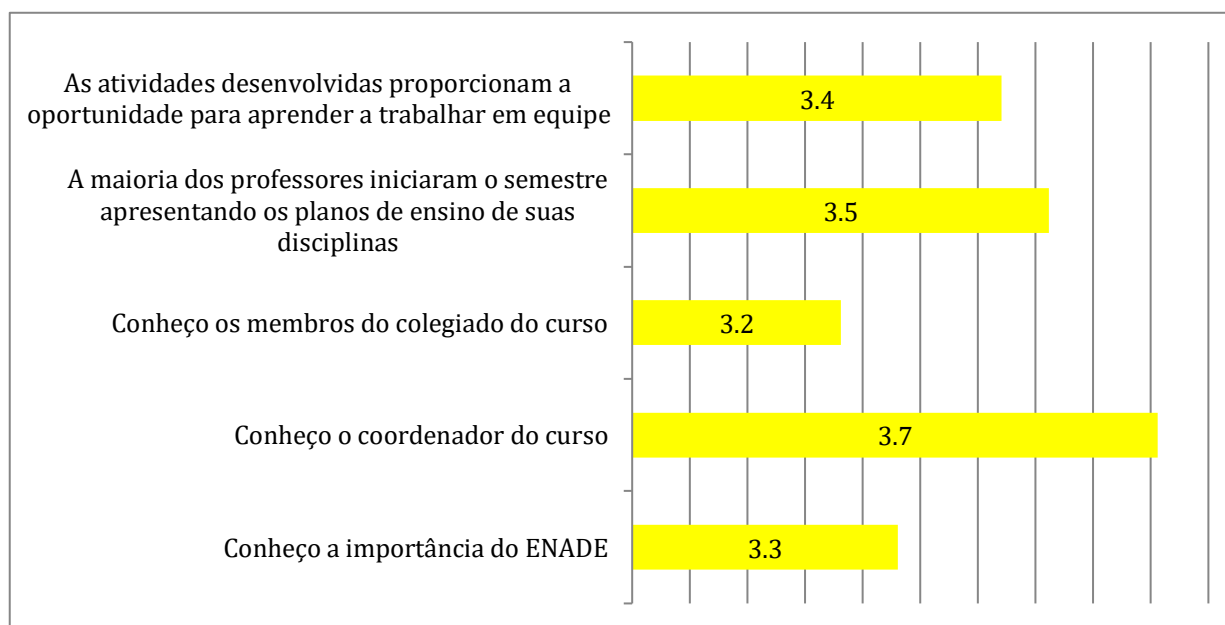 As atividades desenvolvidas proporcionam a
oportunidade para aprender a trabalhar em equipe
3.4
A maioria dos professores iniciaram o semestre
apresentando os planos de ensino de suas
disciplinas
3.5
Conheço os membros do colegiado do curso
3.2
Conheço o coordenador do curso
3.7
Conheço a importância do ENADE
3.3